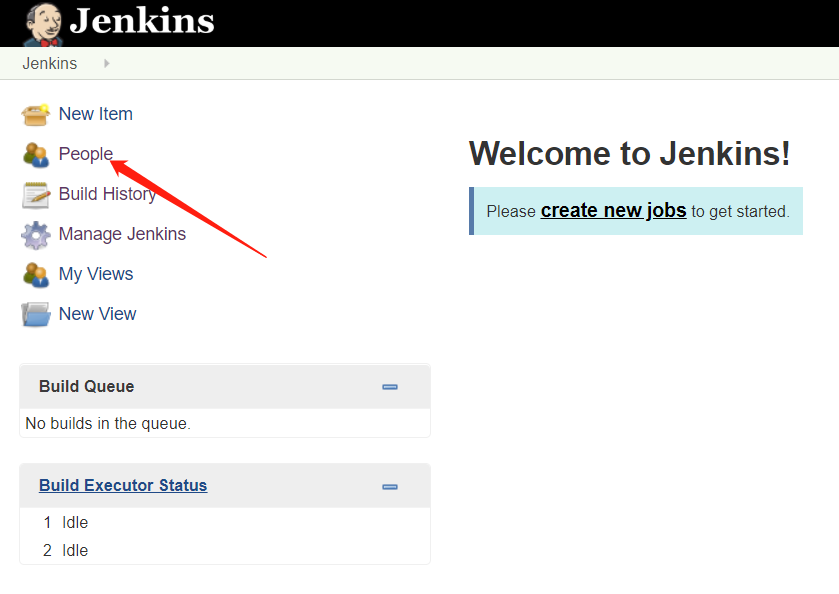 Jenkins
Jenkins
New Item
People
Build History
Manage Jenkins
My Views
New View
Build Queue
No builds in the queue.
Build Executor Status
1 Idle
2 Idle
Welcome to Jenkins!
Please create new jobs to get started.